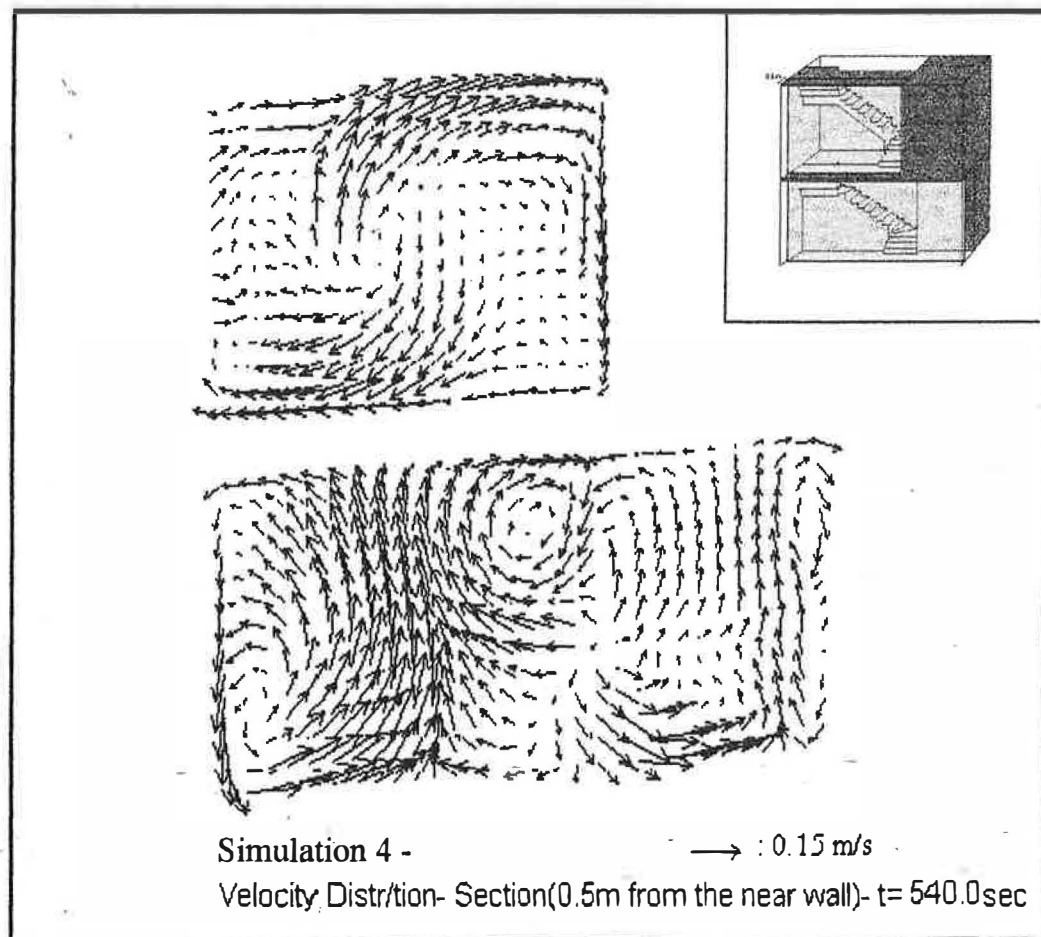 Simulation 4 -
: 0.15 m/s
Velocity Distr/tion- Section(0.5m from the near wall)- t= 540.0sec